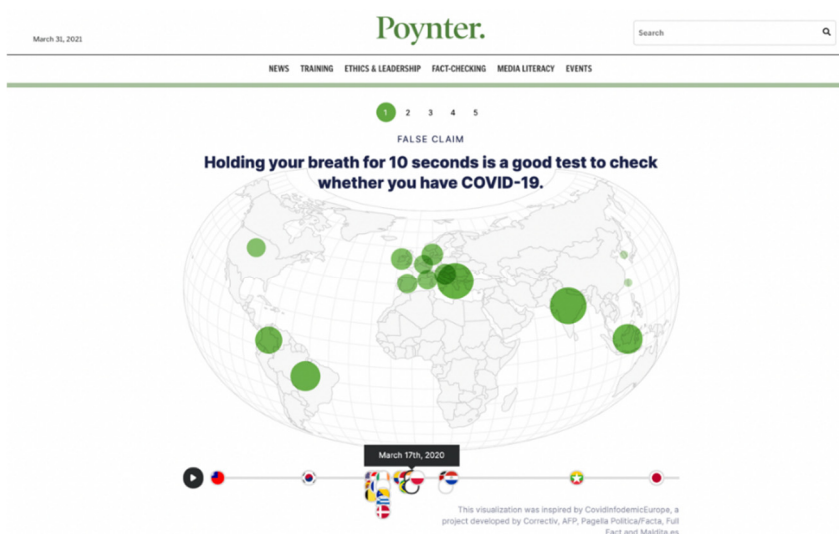 March 31, 2021
Poynter.
Search
NEWS TRAINING ETHICS & LEADERSHIP FACT-CHECKING MEDIA LITERACY EVENTS
1 2 3 4 5
FALSE CLAIM
Holding your breath for 10 seconds is a good test to check
whether you have COVID-19.
March 17th, 2020
This visualization was inspired by CovidInfodemicEurope, a
project developed by Correctiv, AFP, Pagella Politica/Facta, Full
Fact and Maldita.es